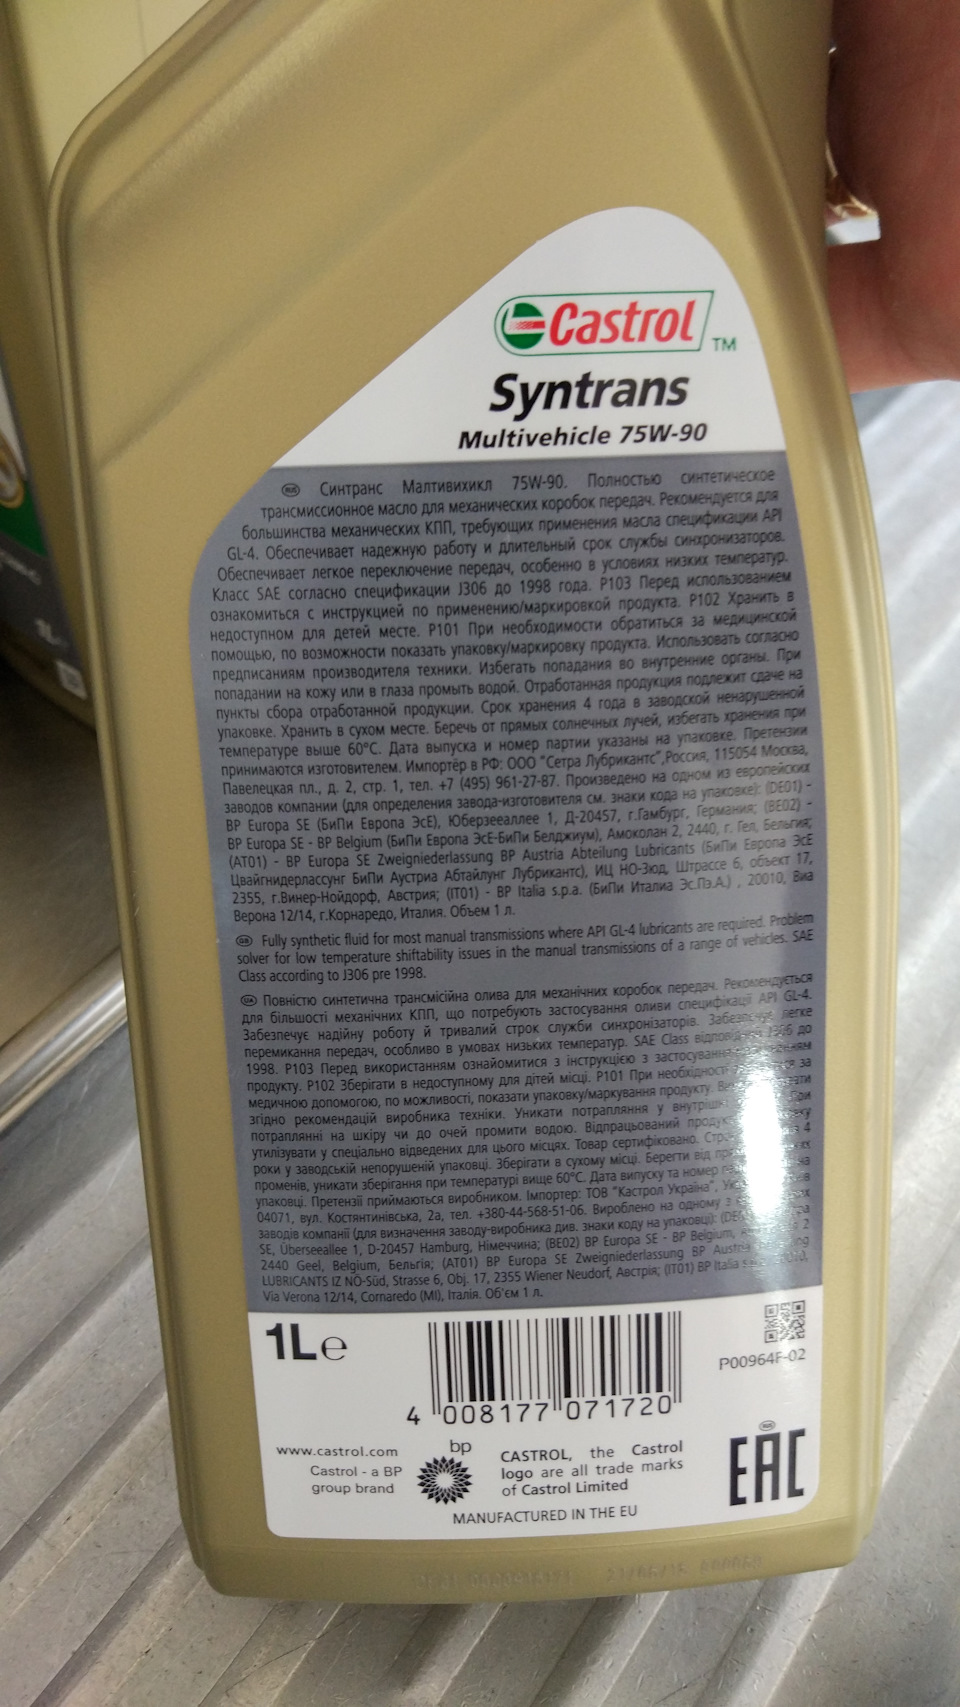 Castrol
TM
Syntrans
Multivehicle 75W-90
RUS Синтранс Малтивихикл 75W-90. Полностью синтетическое
трансмиссионное масло для механических коробок передач. Рекомендуется для
большинства механических КПП, требующих применения масла спецификации API
GL-4. Обеспечивает надежную работу и длительный срок службы синхронизаторов.
Обеспечивает легкое переключение передач, особенно в условиях низких температур.
Класс SAE согласно спецификации J306 до 1998 года. P103 Перед использованием
ознакомиться с инструкцией по применению/маркировкой продукта. P102 Хранить в
недоступном для детей месте. P101 При необходимости обратиться за медицинской
помощью, по возможности показать упаковку/маркировку продукта. Использовать согласно
предписаниям производителя техники. Избегать попадания во внутренние органы. При
попадании на кожу или в глаза промыть водой. Отработанная продукция подлежит сдаче на
пункты сбора отработанной продукции. Срок хранения 4 года в заводской ненарушенной
упаковке. Хранить в сухом месте. Беречь от прямых солнечных лучей, избегать хранения при
температуре выше 60°C. Дата выпуска и номер партии указаны на упаковке. Претензии
принимаются изготовителем. Импортёр в РФ: ООО "Сетра Лубрикантс",Россия, 115054 Москва,
Павелецкая пл., д. 2, стр. 1, тел. +7 (495) 961-27-87. Произведено на одном из европейских
заводов компании (для определения завода-изготовителя см. знаки кода на упаковке): (DE01) -
BP Europa SE (БиПи Европа ЭсЕ), Юберзееаллее 1, Д-20457, г.Гамбург, Германия; (BE02) -
BP Europa SE - BP Belgium (БиПи Европа ЭсЕ-БиПи Белджиум), Амоколан 2, 2440, г. Гел, Бельгия;
(AT01) - BP Europa SE Zweigniederlassung BP Austria Abteilung Lubricants (БиПи Европа ЭсЕ
Цвайгнидерлассунг БиПи Аустриа Абтайлунг Лубрикантс), ИЦ НО-Зюд, Штрассе 6, объект 17,
2355, г.Винер-Нойдорф, Австрия; (IT01) - BP Italia s.p.a. (БиПи Италиа Эс.Пэ.А.) , 20010, Виа
Верона 12/14, г.Корнаредо, Италия. Объем 1 л.
GB Fully synthetic fluid for most manual transmissions where API GL-4 lubricants are required. Problem
solver for low temperature shiftability issues in the manual transmissions of a range of vehicles. SAE
Class according to J306 pre 1998.
UA Повністю синтетична трансмісійна олива для механічних коробок передач. Рекомендується
для більшості механічних КПП, що потребують застосування оливи специфікації API GL-4.
Забезпечує надійну роботу й тривалий строк служби синхронізаторів. Забезпечує легке
перемикання передач, особливо в умовах низьких температур. SAE Class J306 до
1998. P103 Перед використанням ознайомитися з інструкцією з
продукту. P102 Зберігати в недоступному для дітей місці. P101 При необхідності за
медичною допомогою, по можливості, показати упаковку/маркування продукту.
згідно рекомендацій виробника техніки. Уникати потрапляння у При
потраплянні на шкіру чи до очей промити водою. Відпрацьований
утилізувати у спеціально відведених для цього місцях. Товар сертифіковано. 4
роки у заводській непорушеній упаковці. Зберігати в сухому місці. Берегти від
променів, уникати зберігання при температурі вище 60°C. Дата випуску та номер на
упаковці. Претензії приймаються виробником. Імпортер: ТОВ "Кастрол Україна",
04071, вул. Костянтинівська, 2а, тел. +380-44-568-51-06. Вироблено на одному з
заводів компанії (для визначення заводу-виробника див. знаки коду на упаковці):
SE, Überseeallee 1, D-20457 Hamburg, Німеччина; (BE02) BP Europa SE - BP Belgium, 2
2440 Geel, Belgium, Бельгія; (AT01) BP Europa SE Zweigniederlassung BP
LUBRICANTS IZ NÖ-Süd, Strasse 6, Obj. 17, 2355 Wiener Neudorf, Австрія; (IT01) BP Italia
Via Verona 12/14, Cornaredo (MI), Італія. Об'єм 1 л.
1L e
P00964F-02
4 008177 071720
www.castrol.com
Castrol - a BP
group brand
bp
CASTROL, the Castrol
logo are all trade marks
of Castrol Limited
MANUFACTURED IN THE EU
RUS
EAC